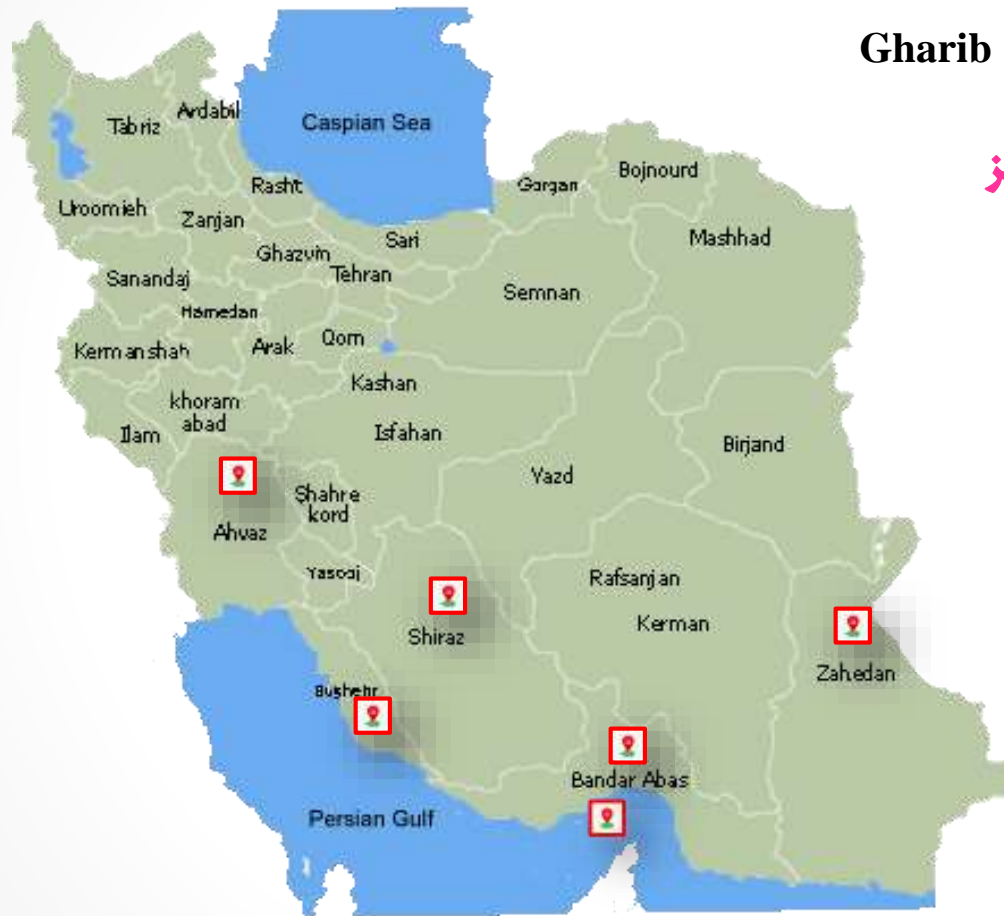 Gharib
Ardabil
Tabriz
Caspian Sea
Rasht
Gorgan
Bojnourd
Uroomieh
Zanjan
Sari
Mashhad
Ghazvin
Tehran
Sanandaj
Semnan
Hamedan
Qom
Arak
Kermanshah
Kashan
khoram
abad
Ilam
Isfahan
Birjand
Yazd
Shahre
kord
Ahvaz
Yasooj
Rafsanjan
Kerman
Shiraz
Zahedan
Bushehr
Bandar Abas
Persian Gulf